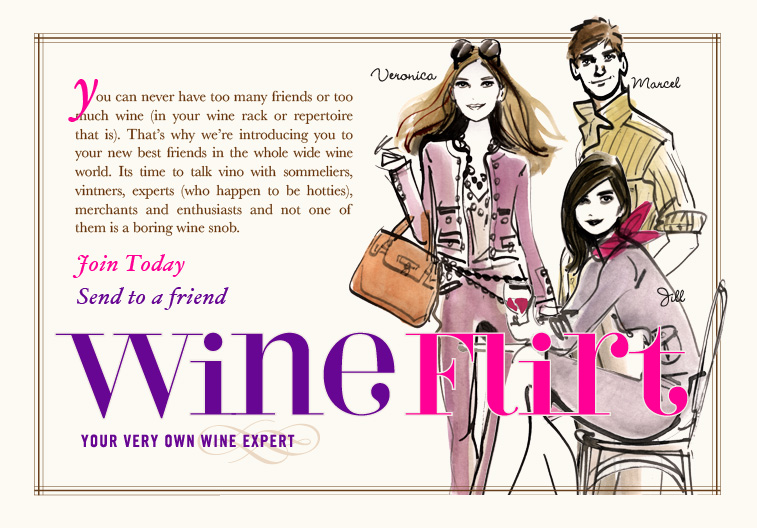 Veronica
Marcel
You can never have too many friends or too
much wine (in your wine rack or repertoire
that is). That's why we're introducing you to
your new best friends in the whole wide wine
world. Its time to talk vino with sommeliers,
vintners, experts (who happen to be hotties),
merchants and enthusiasts and not one of
them is a boring wine snob.
Join Today
Send to a friend
Jill
WineFlirt
YOUR VERY OWN WINE EXPERT